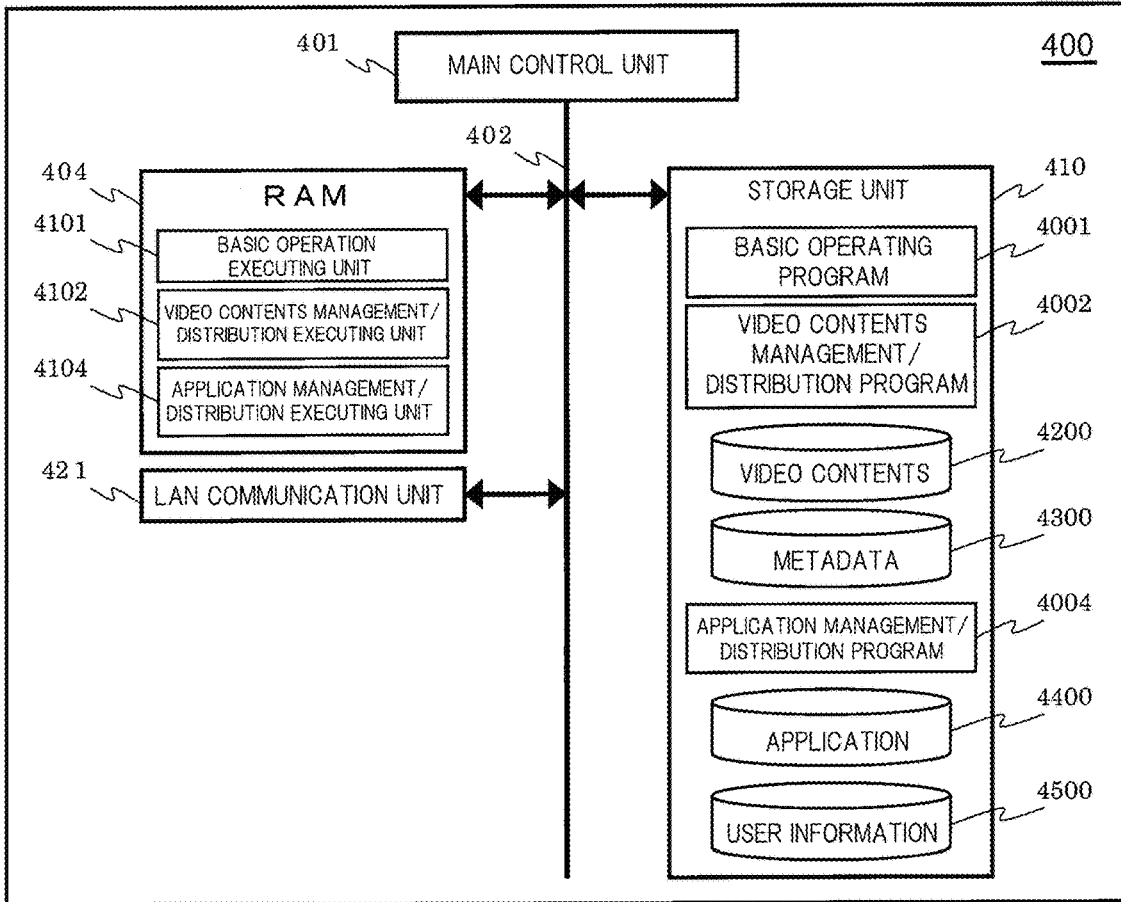 401
MAIN CONTROL UNIT
400
402
404
RAM
4101
BASIC OPERATION
EXECUTING UNIT
4102
VIDEO CONTENTS MANAGEMENT/
DISTRIBUTION EXECUTING UNIT
4104
APPLICATION MANAGEMENT/
DISTRIBUTION EXECUTING UNIT
421
LAN COMMUNICATION UNIT
STORAGE UNIT
410
BASIC OPERATING
PROGRAM
4001
VIDEO CONTENTS
MANAGEMENT/
DISTRIBUTION PROGRAM
4002
VIDEO CONTENTS
4200
METADATA
4300
APPLICATION MANAGEMENT/
DISTRIBUTION PROGRAM
4004
APPLICATION
4400
USER INFORMATION
4500